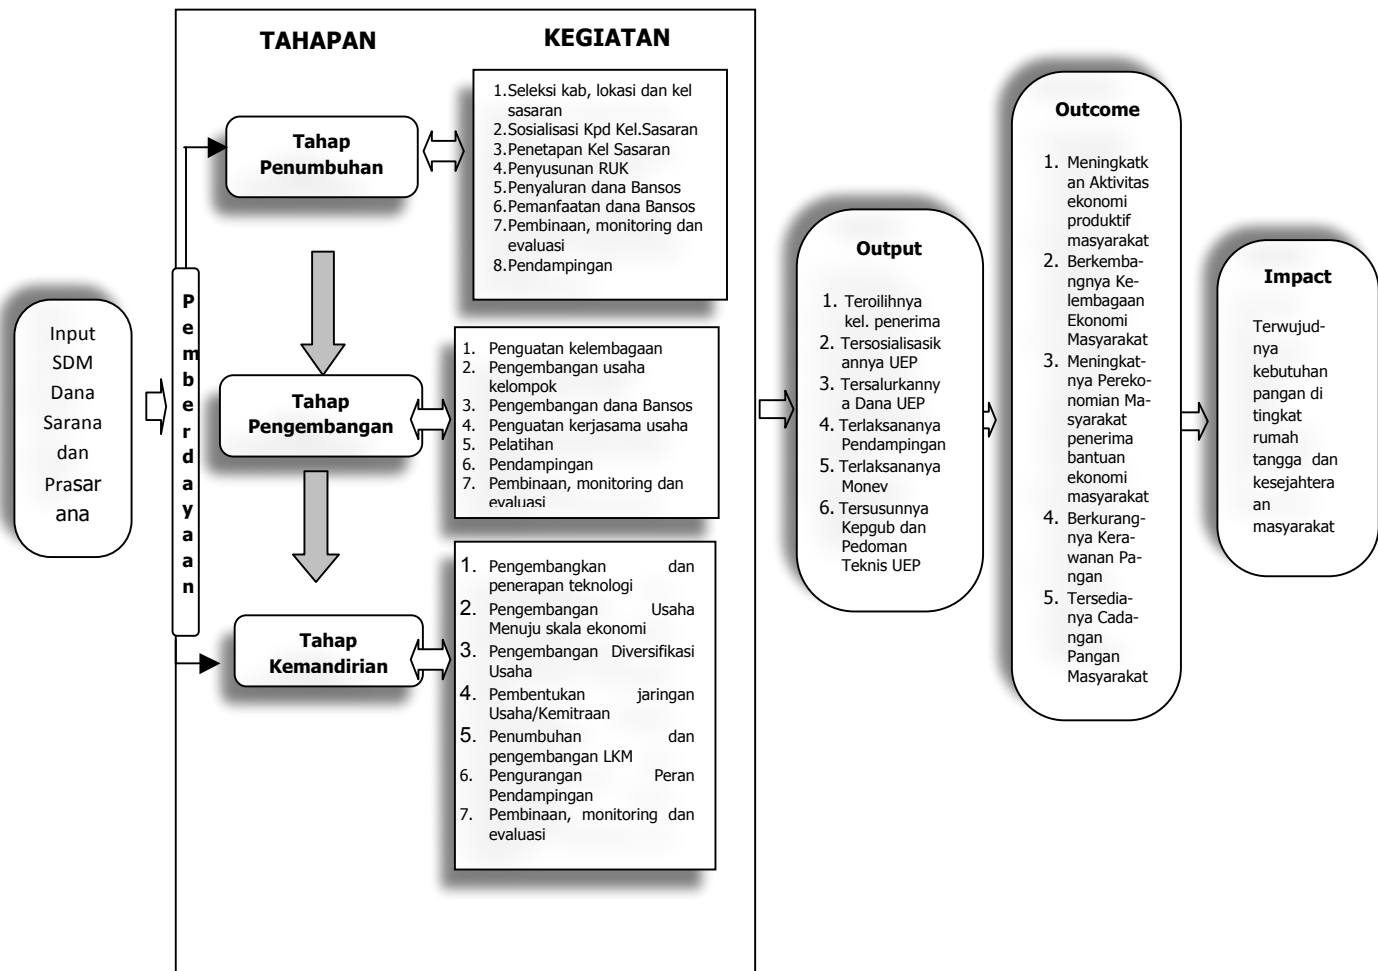 TAHAPAN
KEGIATAN
Input
SDM
Dana
Sarana
dan
Prasar
ana
P
e
m
b
e
r
d
a
y
a
a
n
Tahap
Penumbuhan
1.Seleksi kab, lokasi dan kel
sasaran
2.Sosialisasi Kpd Kel.Sasaran
3.Penetapan Kel Sasaran
4.Penyusunan RUK
5.Penyaluran dana Bansos
6.Pemanfaatan dana Bansos
7.Pembinaan, monitoring dan
evaluasi
8.Pendampingan
Tahap
Pengembangan
1. Penguatan kelembagaan
2. Pengembangan usaha
kelompok
3. Pengembangan dana Bansos
4. Penguatan kerjasama usaha
5. Pelatihan
6. Pendampingan
7. Pembinaan, monitoring dan
evaluasi
Tahap
Kemandirian
1. Pengembangkan dan
penerapan teknologi
2. Pengembangan Usaha
Menuju skala ekonomi
3. Pengembangan Diversifikasi
Usaha
4. Pembentukan jaringan
Usaha/Kemitraan
5. Penumbuhan dan
pengembangan LKM
6. Pengurangan Peran
Pendampingan
7. Pembinaan, monitoring dan
evaluasi
Output
1. Teroilihnya
kel. penerima
2. Tersosialisasik
annya UEP
3. Tersalurkanny
a Dana UEP
4. Terlaksananya
Pendampingan
5. Terlaksananya
Monev
6. Tersusunnya
Kepgub dan
Pedoman
Teknis UEP
Outcome
1. Meningkatk
an Aktivitas
ekonomi
produktif
masyarakat
2. Berkemba-
ngnya Ke-
lembagaan
Ekonomi
Masyarakat
3. Meningkat-
nya Pereko-
nomian Ma-
syarakat
penerima
bantuan
ekonomi
masyarakat
4. Berkurang-
nya Kera-
wanan Pa-
ngan
5. Tersedia-
nya Cada-
ngan
Pangan
Masyarakat
Impact
Terwujud-
nya
kebutuhan
pangan di
tingkat
rumah
tangga dan
kesejahtera
an
masyarakat